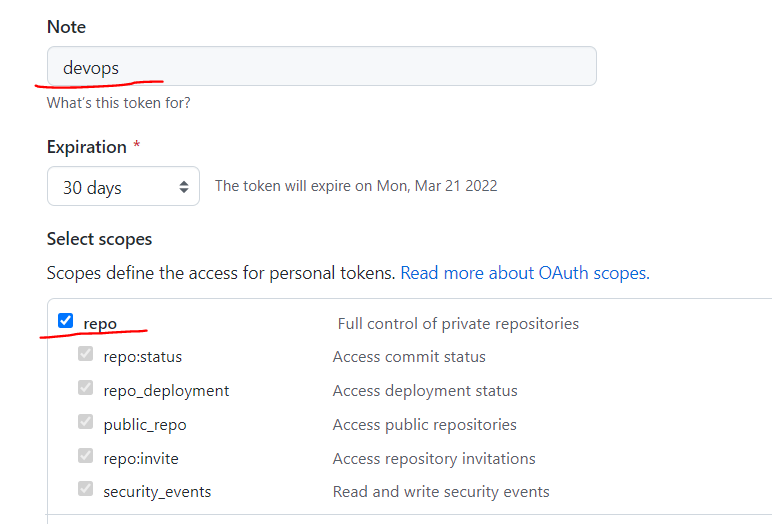 Note
devops
What's this token for?
Expiration *
30 days The token will expire on Mon, Mar 21 2022
Select scopes
Scopes define the access for personal tokens. Read more about OAuth scopes.
repo Full control of private repositories
repo:status Access commit status
repo_deployment Access deployment status
public_repo Access public repositories
repo:invite Access repository invitations
security_events Read and write security events